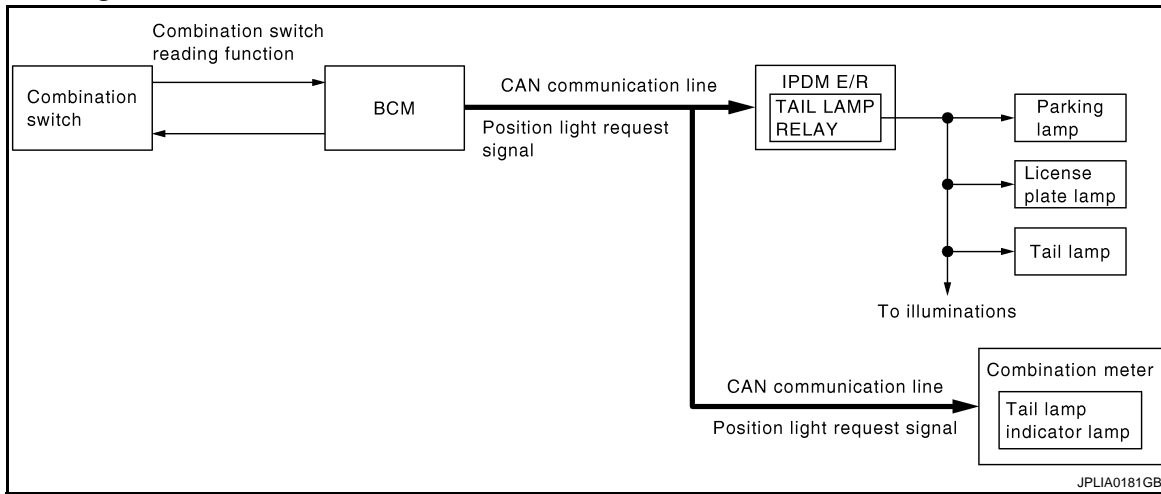 Combination switch
reading function
Combination
switch
BCM
CAN communication line
Position light request
signal
IPDM E/R
TAIL LAMP
RELAY
Parking
lamp
License
plate lamp
Tail lamp
To illuminations
CAN communication line
Position light request signal
Combination meter
Tail lamp
indicator lamp
JPLIA0181GB